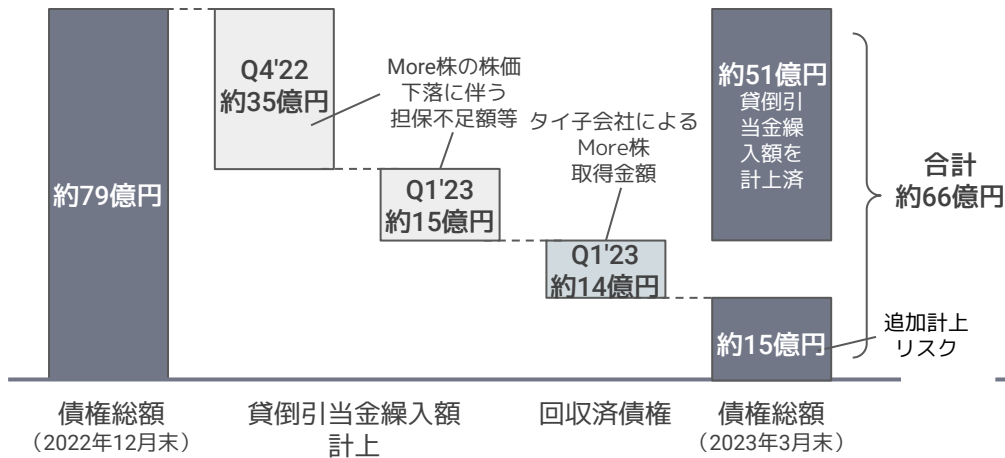 約79億円
Q4'22
約35億円
More株の株価
下落に伴う
担保不足額等
Q1'23
約15億円
タイ子会社による
More株
取得金額
Q1'23
約14億円
約51億円
貸倒引
当金繰
入額を
計上済
合計
約66億円
約15億円
追加計上
リスク
債権総額
（2022年12月末）
貸倒引当金繰入額
計上
回収済債権
債権総額
（2023年3月末）